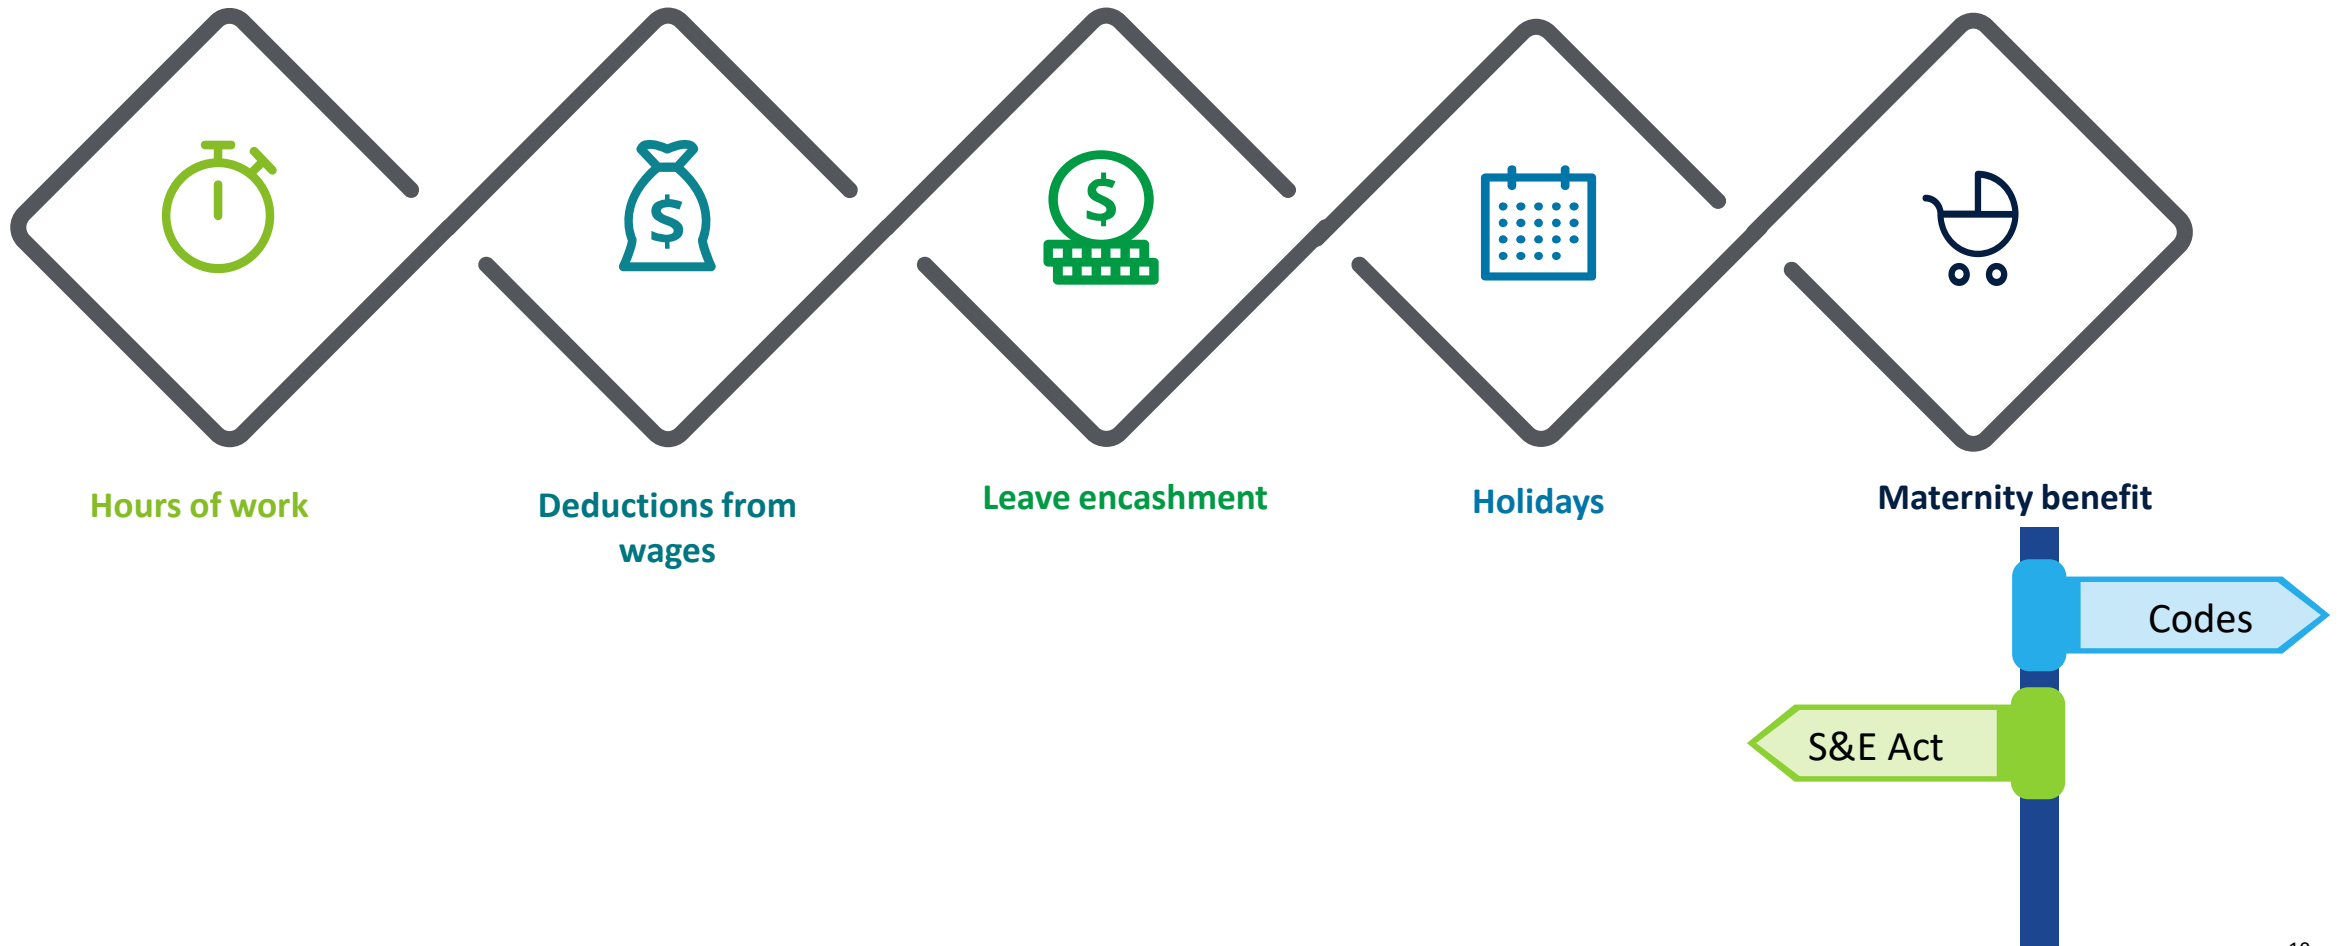 $
$
Hours of work
Deductions from
wages
Leave encashment
Holidays
Maternity benefit
Codes
S&E Act